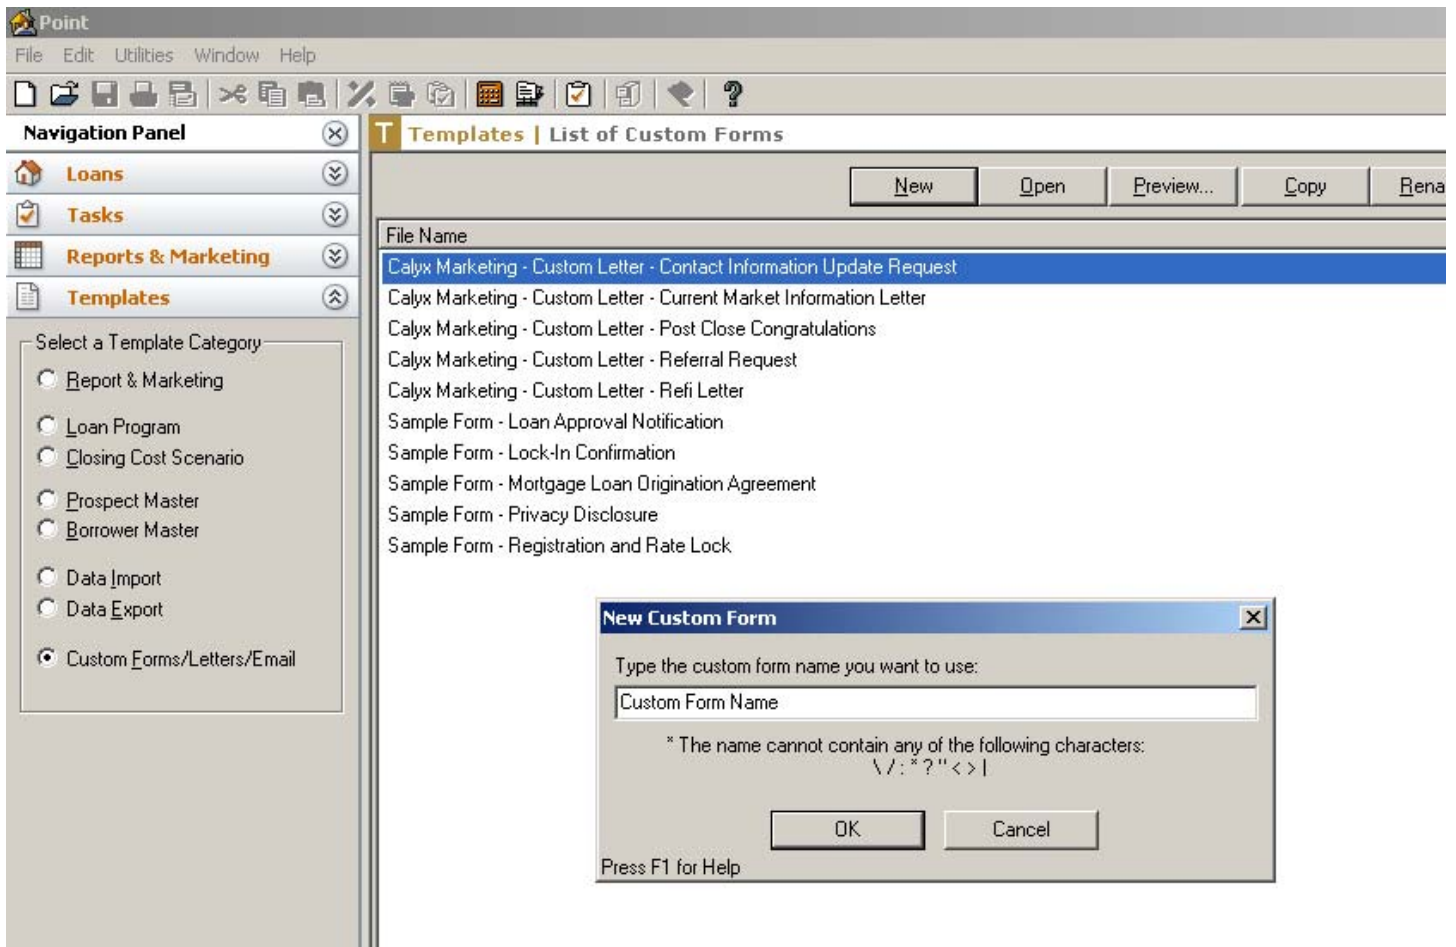 Point
File Edit Utilities Window Help
Navigation Panel
Loans
Tasks
Reports & Marketing
Templates
Select a Template Category
Report & Marketing
Loan Program
Closing Cost Scenario
Prospect Master
Borrower Master
Data Import
Data Export
Custom Forms/Letters/Email
T Templates | List of Custom Forms
New Open Preview... Copy Rena
File Name
Calyx Marketing - Custom Letter - Contact Information Update Request
Calyx Marketing - Custom Letter - Current Market Information Letter
Calyx Marketing - Custom Letter - Post Close Congratulations
Calyx Marketing - Custom Letter - Referral Request
Calyx Marketing - Custom Letter - Refi Letter
Sample Form - Loan Approval Notification
Sample Form - Lock-In Confirmation
Sample Form - Mortgage Loan Origination Agreement
Sample Form - Privacy Disclosure
Sample Form - Registration and Rate Lock
New Custom Form
Type the custom form name you want to use:
Custom Form Name
* The name cannot contain any of the following characters:
\ / : * ? " < > |
OK Cancel
Press F1 for Help